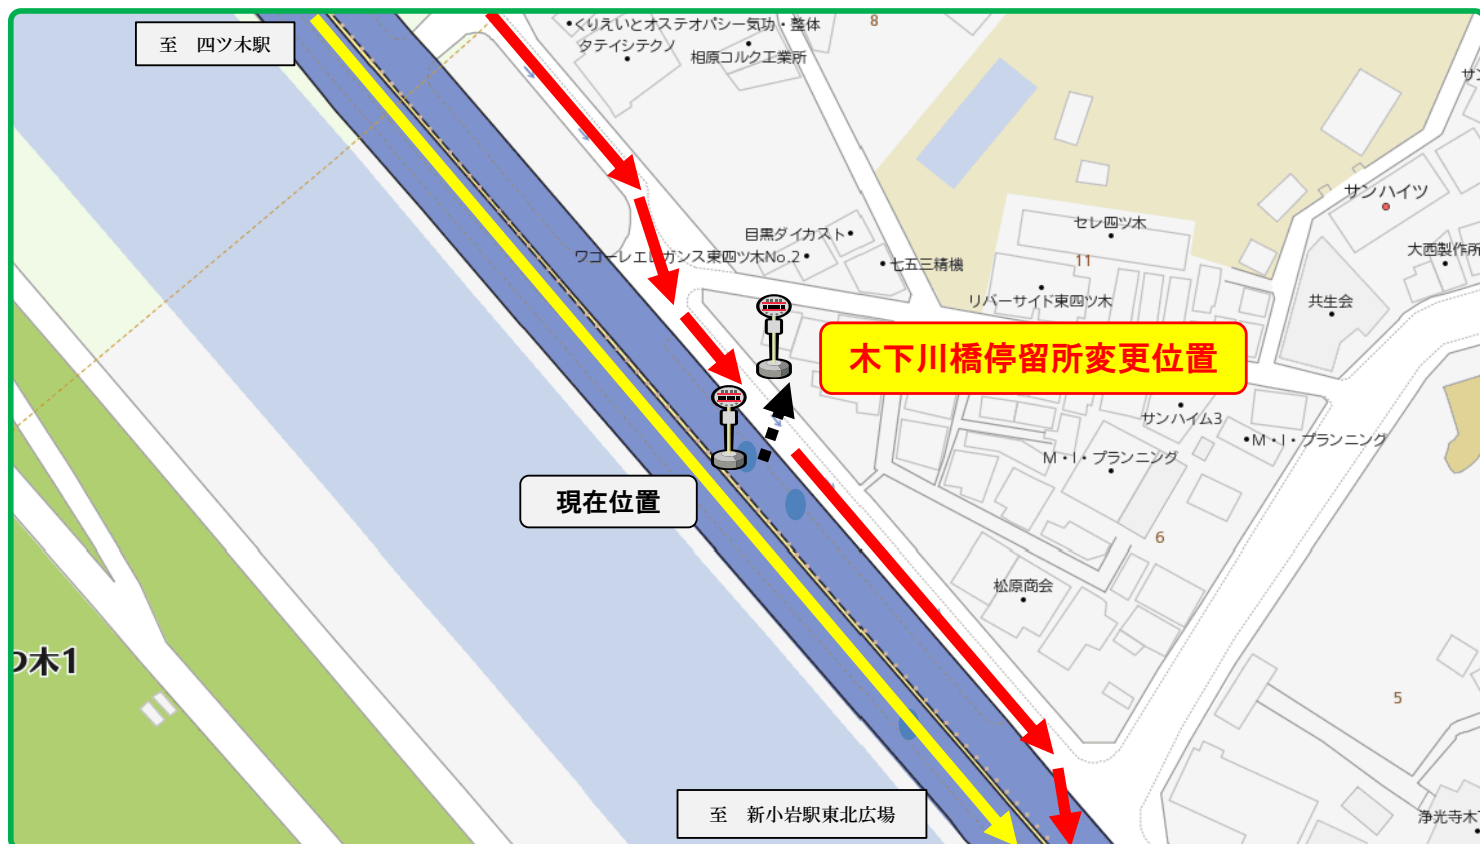 至 四ツ木駅
くりえいとオステオパシー気功・整体
タテイシテクノ
相原コルク工業所
8
サンハイツ
セレ四ツ木
目黒ダイカスト
ワコーレエレガンス東四ツ木No.2
七五三精機
11
大西製作所
リバーサイド東四ツ木
共生会
木下川橋停留所変更位置
サンハイム3
M・I・プランニング
M・I・プランニング
現在位置
6
松原商会
つ木1
5
至 新小岩駅東北広場
浄光寺木